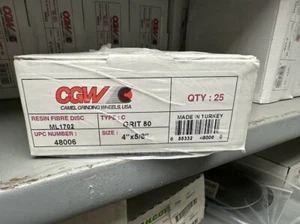 CGW
CAMEL GRINDING WHEELS, USA
QTY : 25
RESIN FIBRE DISC
TYPE : C
MADE IN TURKEY
ML1702
GRIT 80
UPC NUMBER :
SIZE :
48006
4"x5/8"